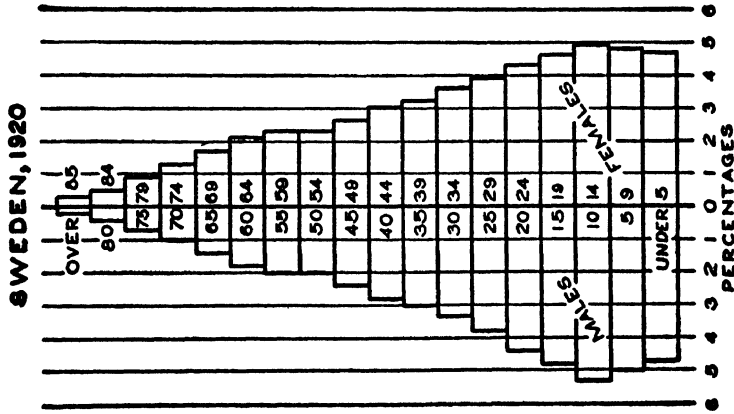 SWEDEN, 1920
OVER 85
80 84
75 79
70 74
65 69
60 64
55 59
50 54
45 49
40 44
35 39
30 34
25 29
20 24
15 19
10 14
5 9
UNDER 5
MALES
FEMALES
6 5 4 3 2 1 0 1 2 3 4 5 6
PERCENTAGES